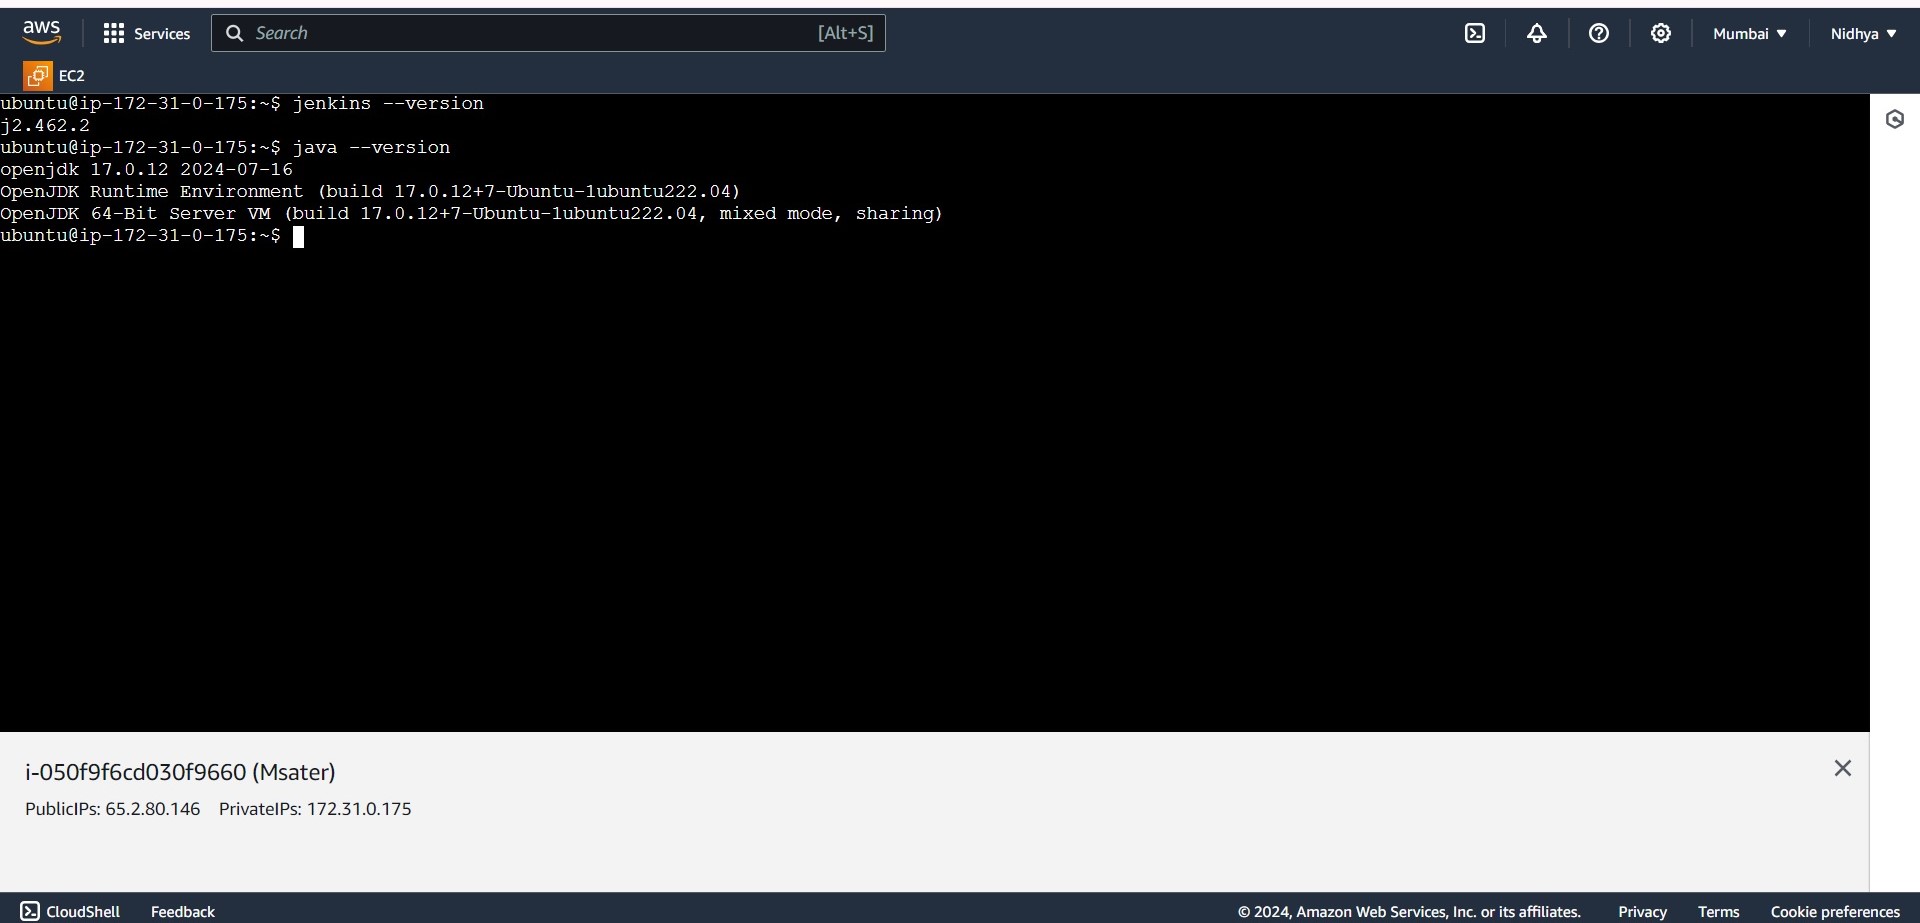 aws Services Search [Alt+S] Mumbai ▼ Nidhya ▼
EC2
ubuntu@ip-172-31-0-175:~$ jenkins --version
j2.462.2
ubuntu@ip-172-31-0-175:~$ java --version
openjdk 17.0.12 2024-07-16
OpenJDK Runtime Environment (build 17.0.12+7-Ubuntu-1ubuntu222.04)
OpenJDK 64-Bit Server VM (build 17.0.12+7-Ubuntu-1ubuntu222.04, mixed mode, sharing)
ubuntu@ip-172-31-0-175:~$
i-050f9f6cd030f9660 (Msater)
PublicIPs: 65.2.80.146 PrivateIPs: 172.31.0.175
CloudShell Feedback © 2024, Amazon Web Services, Inc. or its affiliates. Privacy Terms Cookie preferences